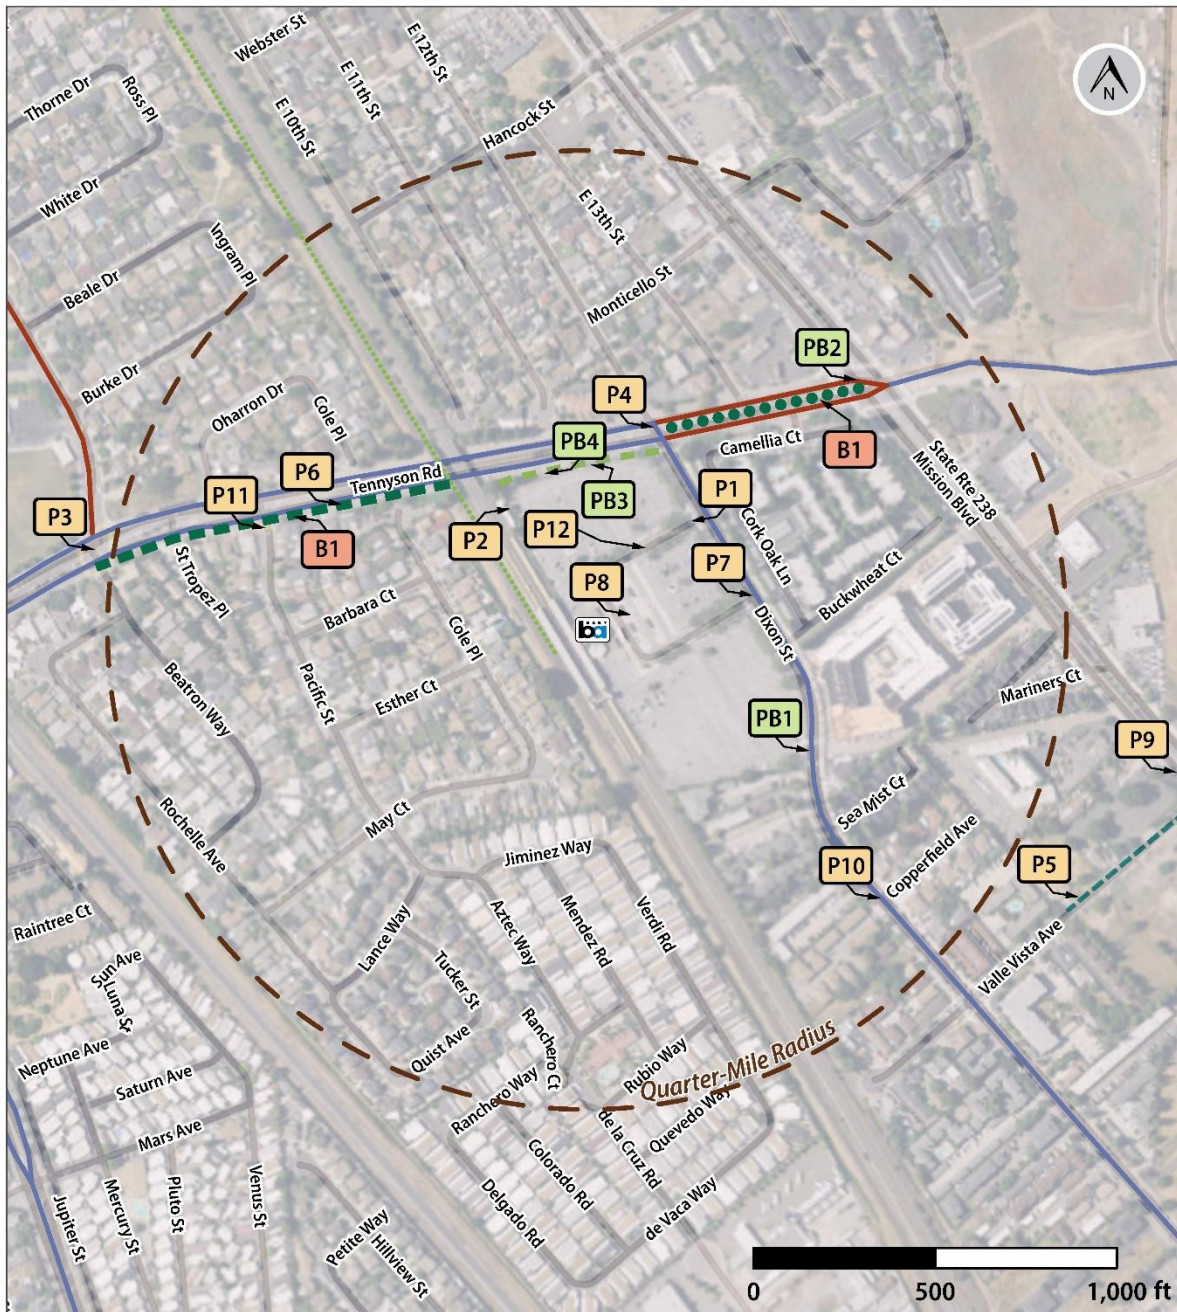 Webster St
E 12th St
E 11th St
E 10th St
Hancock St
Thorne Dr
Ross Pl
White Dr
N
E 13th St
Ingram Pl
Beale Dr
Monticello St
PB2
Burke Dr
Oharron Dr
Cole Pl
P4
PB4
Camellia Ct
B1
P6
Tennyson Rd
P11
PB3
P1
State Rte 238
Mission Blvd
P3
B1
P2
P12
Cork Oak Ln
St Tropez Pl
P8
P7
Buckwheat Ct
Barbara Ct
BART
ba
Cole Pl
Dixon St
Beatron Way
Pacific St
Esther Ct
Mariners Ct
PB1
P9
Rochelle Ave
May Ct
Sea Mist Ct
Jiminez Way
Copperfield Ave
P10
P5
Raintree Ct
Lance Way
Aztec Way
Mendez Rd
Verdi Rd
Valle Vista Ave
Sun Ave
Luna St
Tucker St
Neptune Ave
Quist Ave
Ranchero Ct
Rubio Way
Quarter-Mile Radius
Saturn Ave
Ranchero Way
Quevedo Way
Mars Ave
de la Cruz Rd
Colorado Rd
Jupiter St
Mercury St
Pluto St
Venus St
Delgado Rd
de Vaca Way
Petite Way
Hillview St
0 500 1,000 ft